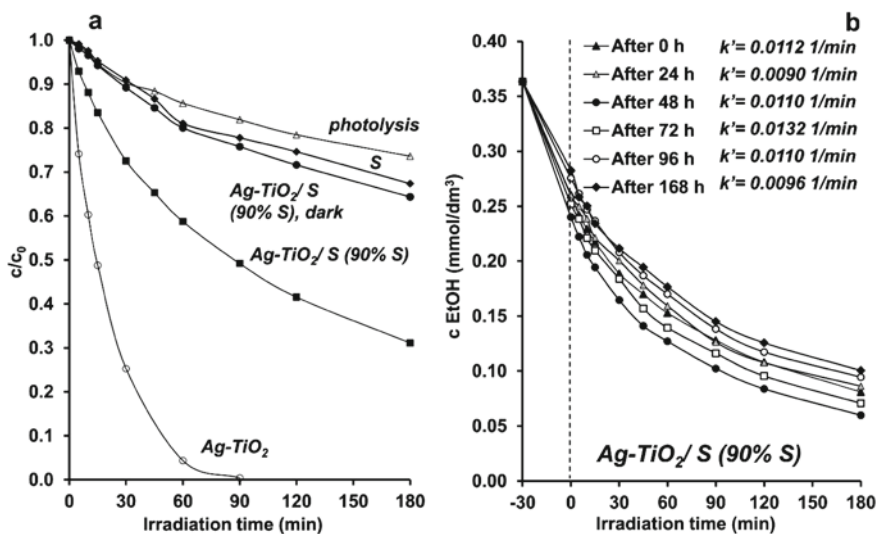 a
1.0
0.9
0.8
0.7
0.6
0.5
0.4
0.3
0.2
0.1
0.0
c/c₀
photolysis
S
Ag-TiO₂/ S
(90% S), dark
Ag-TiO₂/ S (90% S)
Ag-TiO₂
0 30 60 90 120 150 180
Irradiation time (min)
b
0.40
0.35
0.30
0.25
0.20
0.15
0.10
0.05
0.00
c EtOH (mmol/dm³)
After 0 h k'= 0.0112 1/min
After 24 h k'= 0.0090 1/min
After 48 h k'= 0.0110 1/min
After 72 h k'= 0.0132 1/min
After 96 h k'= 0.0110 1/min
After 168 h k'= 0.0096 1/min
Ag-TiO₂/ S (90% S)
-30 0 30 60 90 120 150 180
Irradiation time (min)